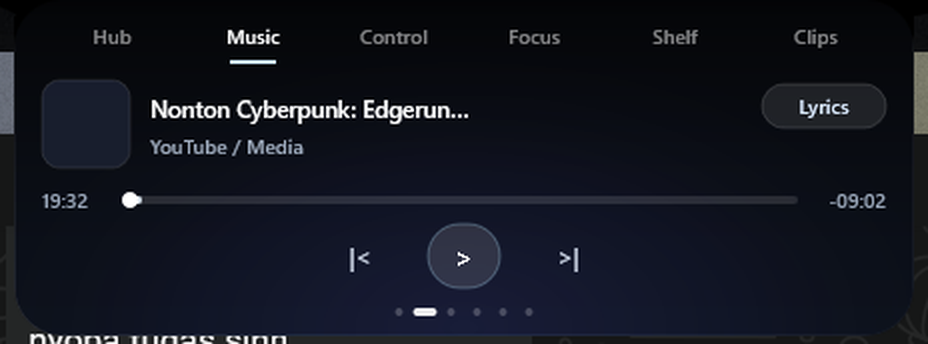 Hub Music Control Focus Shelf Clips
Nonton Cyberpunk: Edgerun...
Lyrics
YouTube / Media
19:32 -09:02
|< > >|